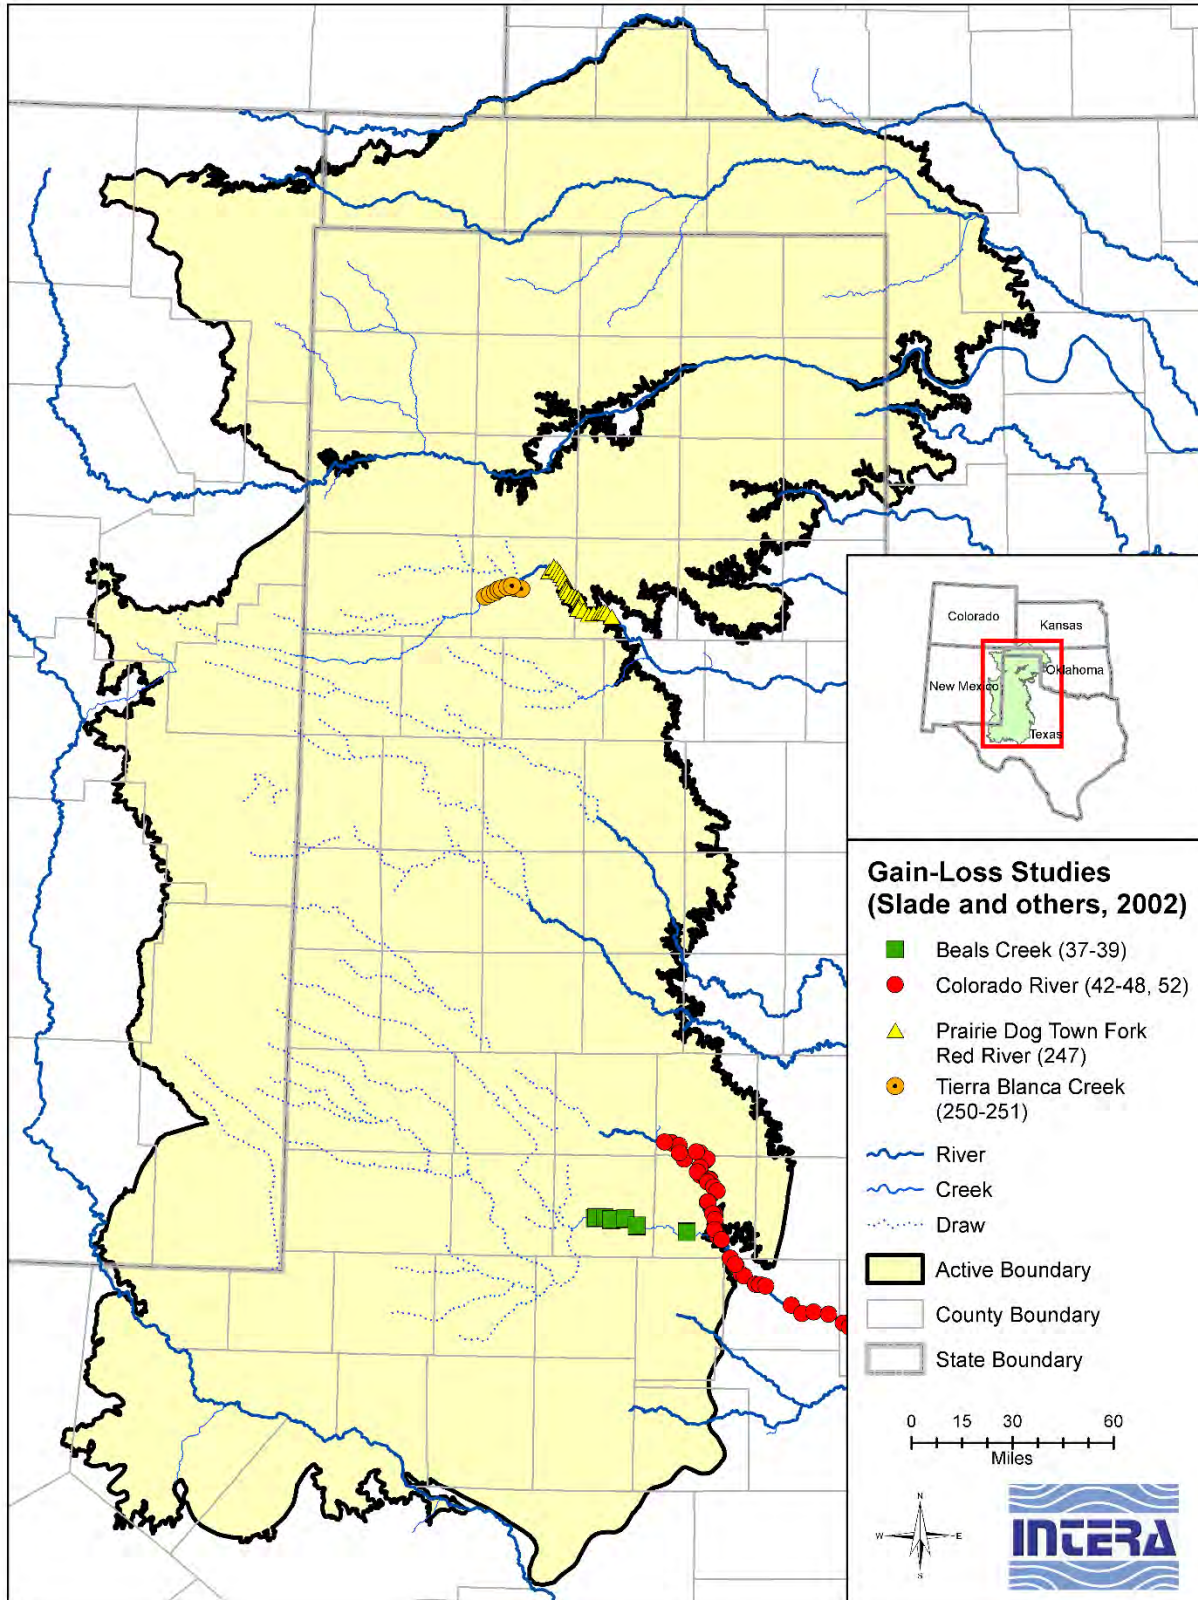 Colorado
Kansas
New Mexico
Oklahoma
Texas
Gain-Loss Studies
(Slade and others, 2002)
Beals Creek (37-39)
Colorado River (42-48, 52)
Prairie Dog Town Fork
Red River (247)
Tierra Blanca Creek
(250-251)
River
Creek
Draw
Active Boundary
County Boundary
State Boundary
0 15 30 60
Miles
N
W E
S
INTERA